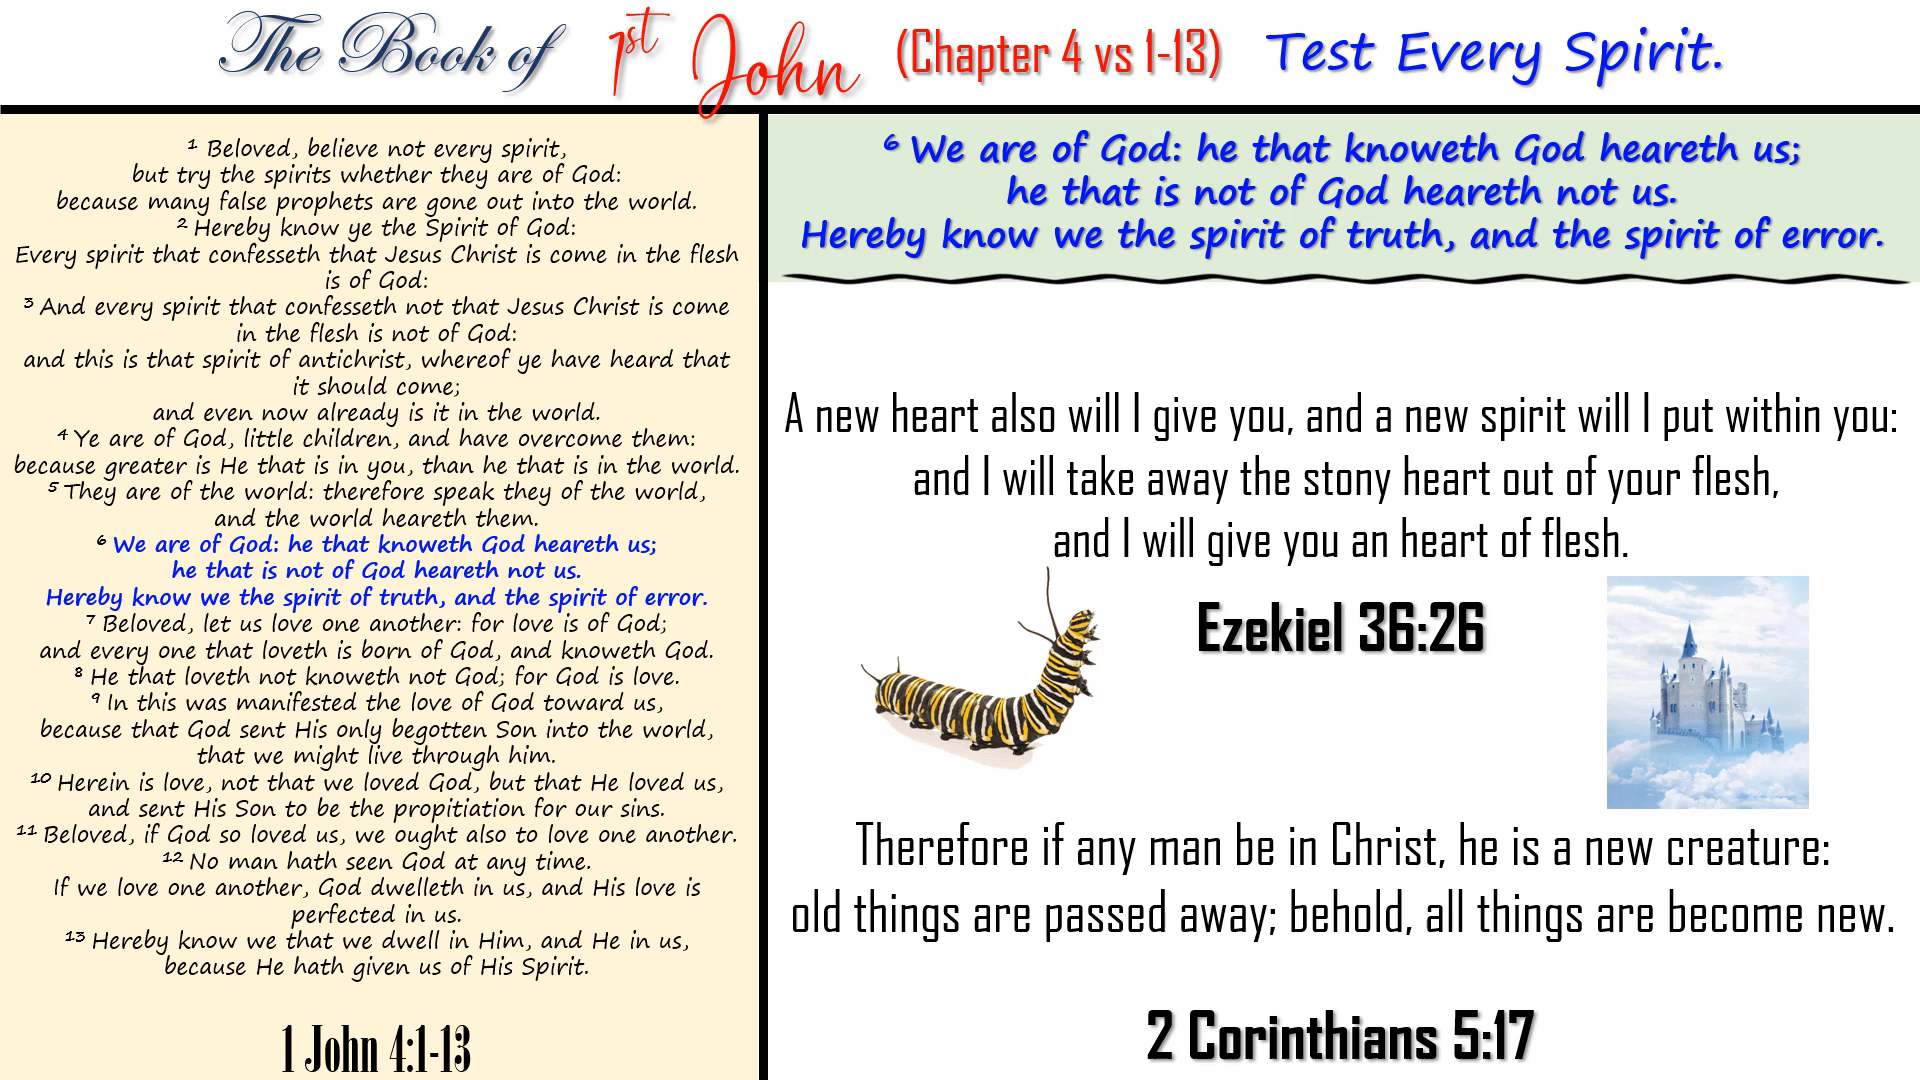 The Book of 1st John (Chapter 4 vs 1-13) Test Every Spirit.
1 Beloved, believe not every spirit,
but try the spirits whether they are of God:
because many false prophets are gone out into the world.
2 Hereby know ye the Spirit of God:
Every spirit that confesseth that Jesus Christ is come in the flesh
is of God:
3 And every spirit that confesseth not that Jesus Christ is come
in the flesh is not of God:
and this is that spirit of antichrist, whereof ye have heard that
it should come;
and even now already is it in the world.
4 Ye are of God, little children, and have overcome them:
because greater is He that is in you, than he that is in the world.
5 They are of the world: therefore speak they of the world,
and the world heareth them.
6 We are of God: he that knoweth God heareth us;
he that is not of God heareth not us.
Hereby know we the spirit of truth, and the spirit of error.
7 Beloved, let us love one another: for love is of God;
and every one that loveth is born of God, and knoweth God.
8 He that loveth not knoweth not God; for God is love.
9 In this was manifested the love of God toward us,
because that God sent His only begotten Son into the world,
that we might live through him.
10 Herein is love, not that we loved God, but that He loved us,
and sent His Son to be the propitiation for our sins.
11 Beloved, if God so loved us, we ought also to love one another.
12 No man hath seen God at any time.
If we love one another, God dwelleth in us, and His love is
perfected in us.
13 Hereby know we that we dwell in Him, and He in us,
because He hath given us of His Spirit.
1 John 4:1-13
6 We are of God: he that knoweth God heareth us;
he that is not of God heareth not us.
Hereby know we the spirit of truth, and the spirit of error.
A new heart also will I give you, and a new spirit will I put within you:
and I will take away the stony heart out of your flesh,
and I will give you an heart of flesh.
Ezekiel 36:26
Therefore if any man be in Christ, he is a new creature:
old things are passed away; behold, all things are become new.
2 Corinthians 5:17